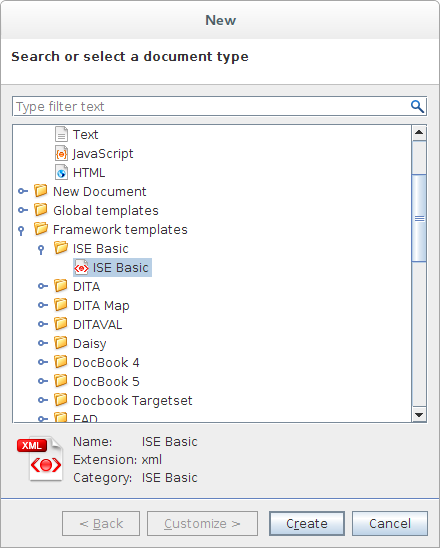 New
Search or select a document type
Type filter text
Text
JavaScript
HTML
New Document
Global templates
Framework templates
ISE Basic
ISE Basic
DITA
DITA Map
DITAVAL
Daisy
DocBook 4
DocBook 5
Docbook Targetset
EAD
XML
Name: ISE Basic
Extension: xml
Category: ISE Basic
< Back Customize > Create Cancel